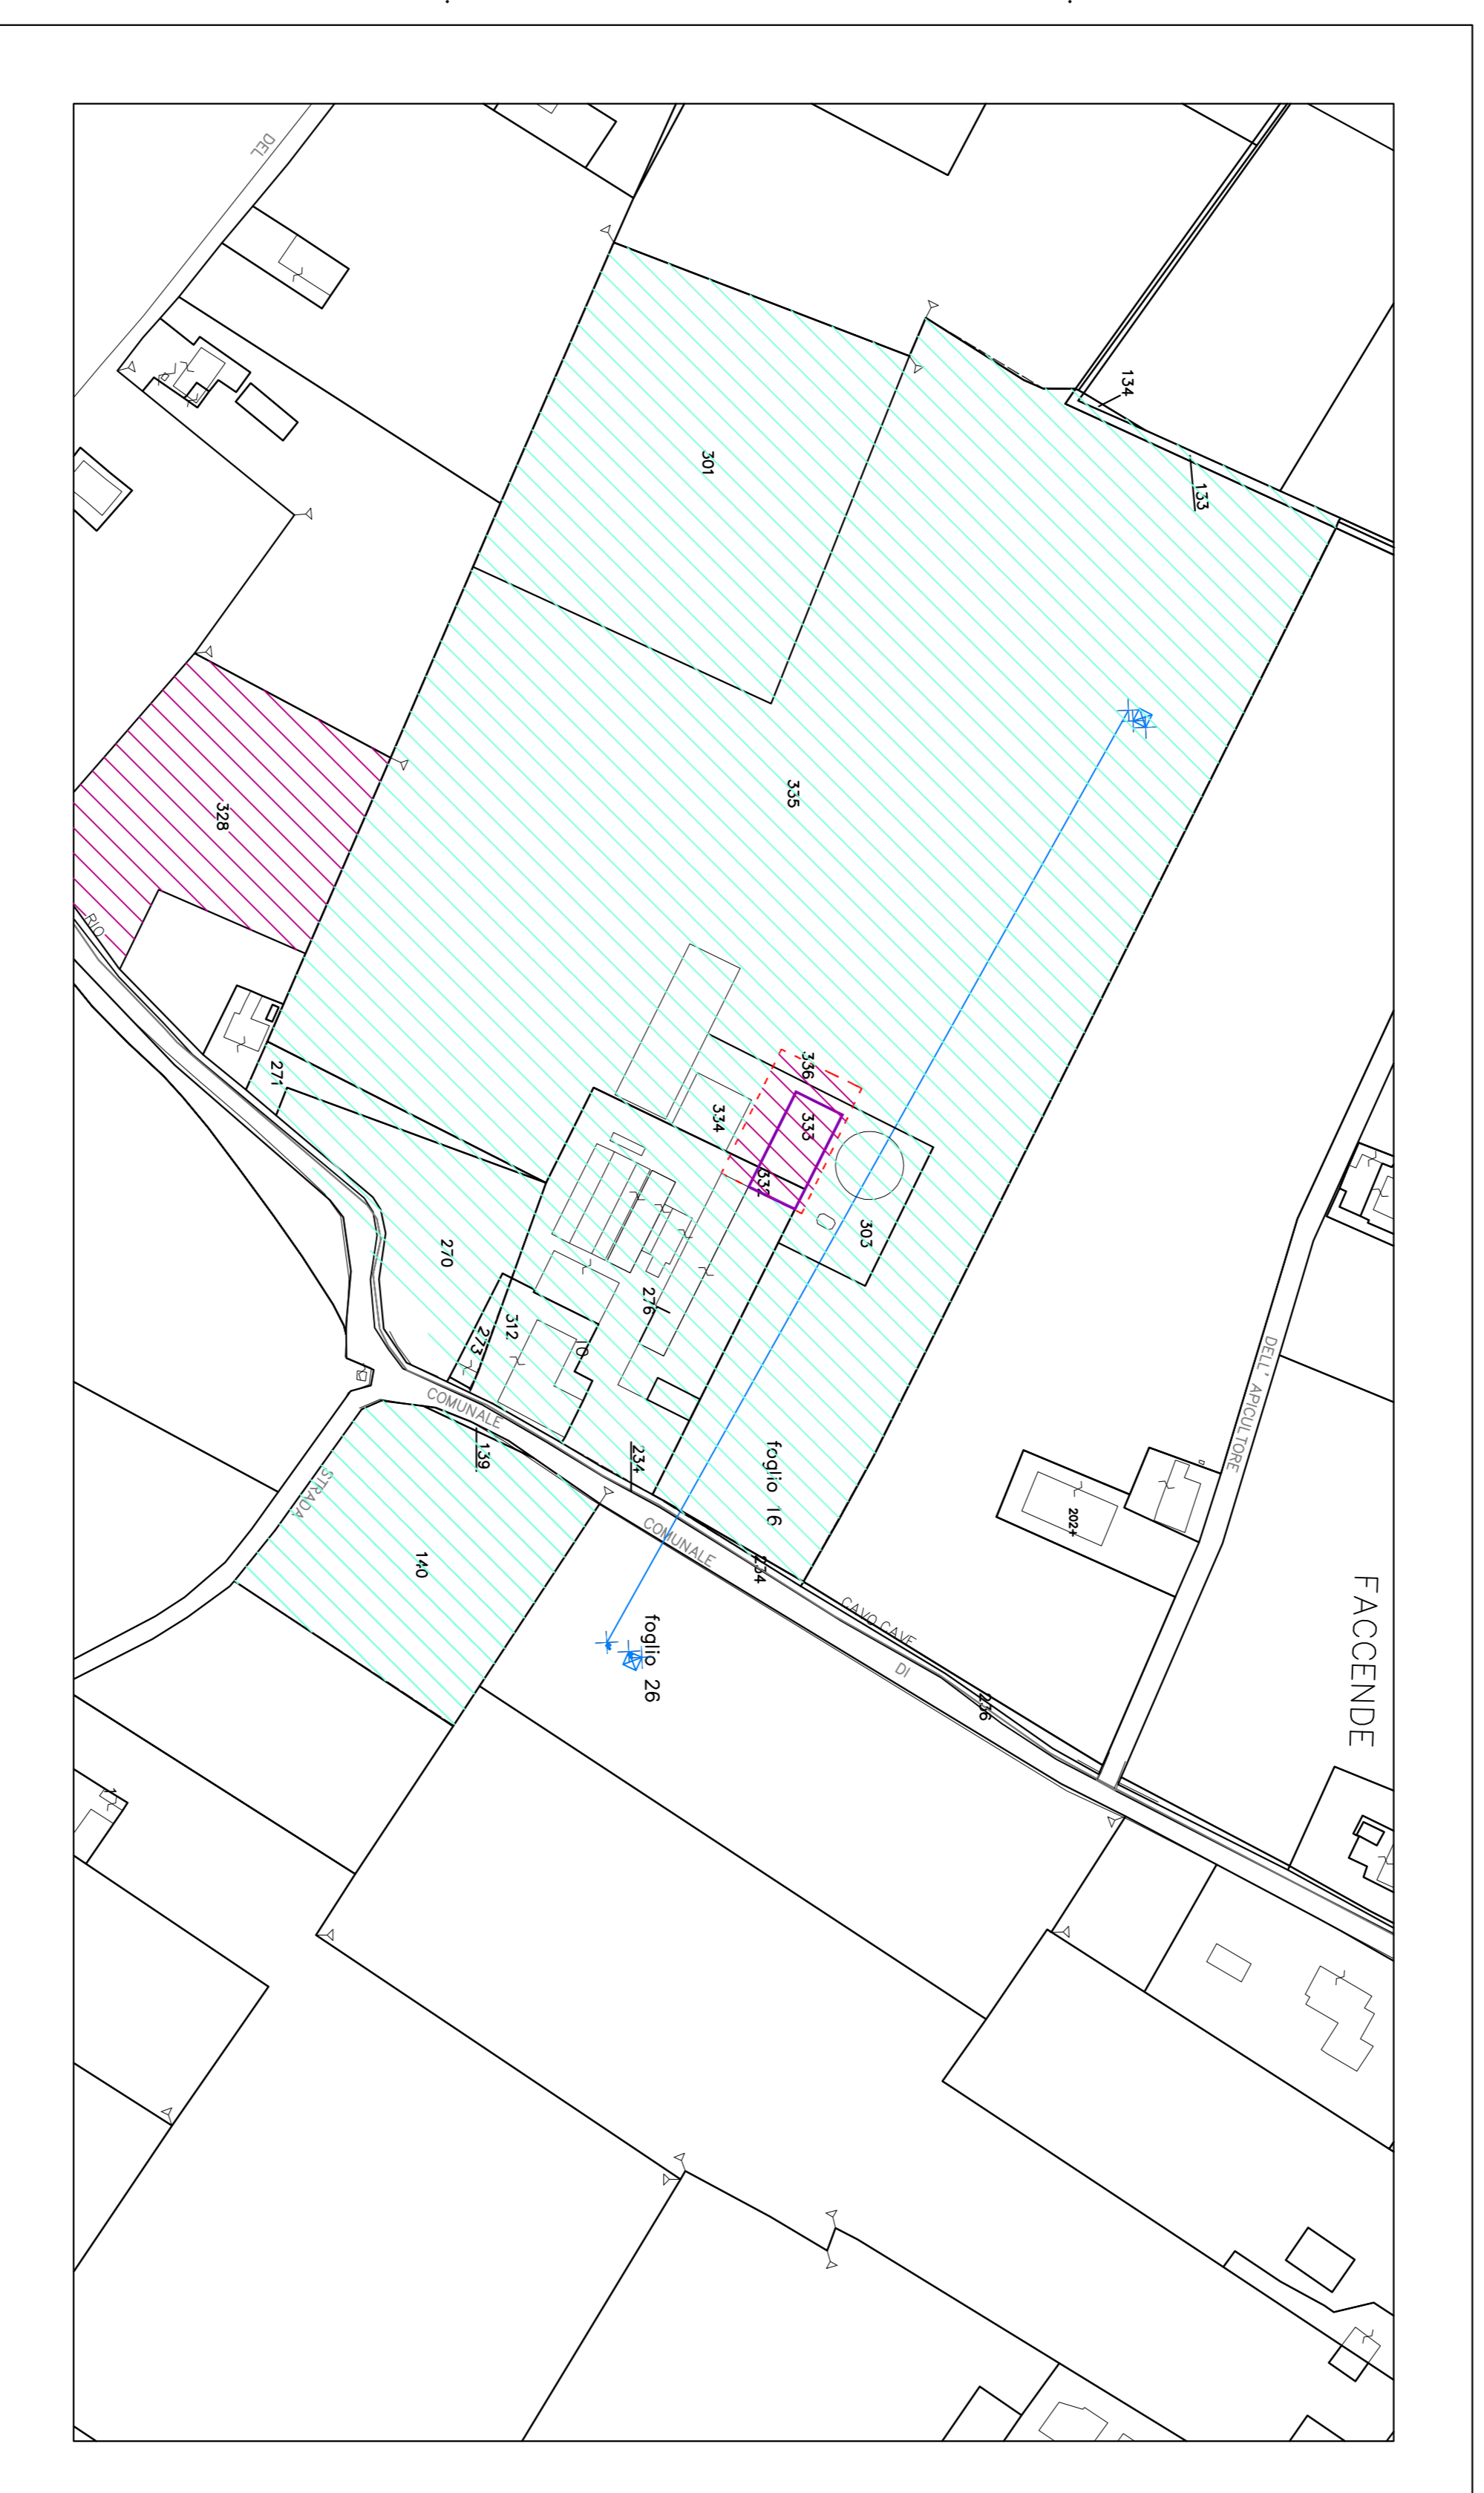 DEL
134
133
301
335
328
RIO
336
333
332
334
303
271
270
276
312
273
10
COMUNALE
139
234
foglio 16
DELL' APICULTORE
202+
FACCENDE
STRADA
140
COMUNALE
234
CAVO CAVE
DI
foglio 26
236